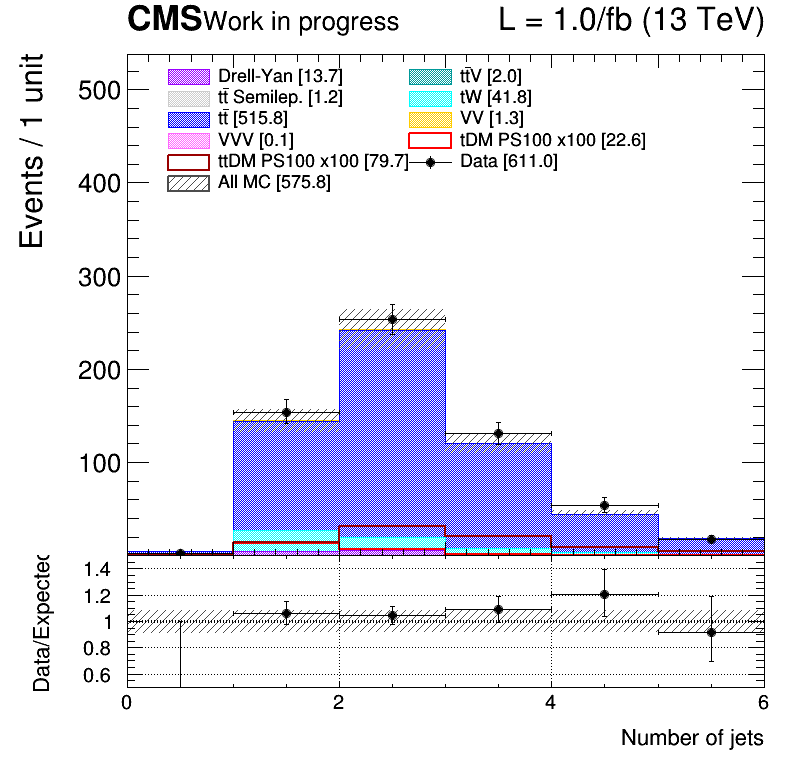 CMS Work in progress L = 1.0/fb (13 TeV)
Events / 1 unit
Drell-Yan [13.7] tt̄V [2.0]
tt̄ Semilep. [1.2] tW [41.8]
tt̄ [515.8] VV [1.3]
VVV [0.1] tDM PS100 x100 [22.6]
ttDM PS100 x100 [79.7] Data [611.0]
All MC [575.8]
500
400
300
200
100
Data/Expected
1.4
1.2
1
0.8
0.6
0 2 4 6
Number of jets